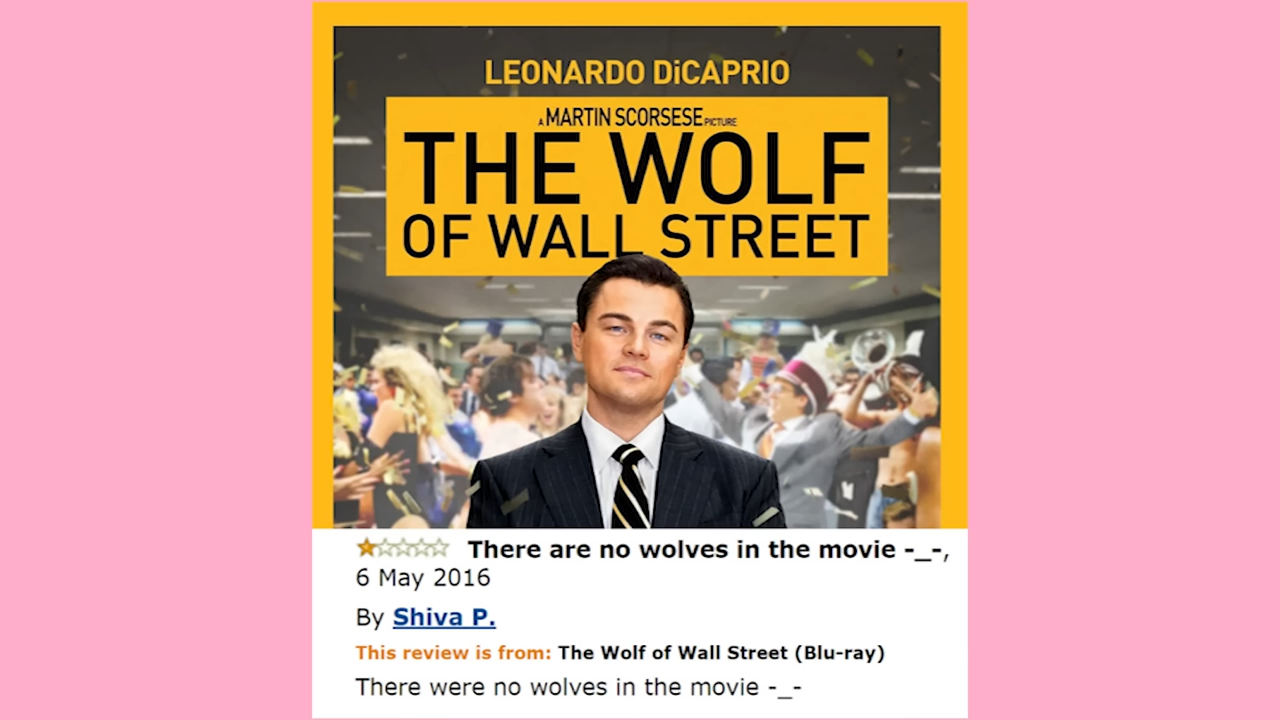 LEONARDO DiCAPRIO
A MARTIN SCORSESE PICTURE
THE WOLF
OF WALL STREET
There are no wolves in the movie -_-,
6 May 2016
By Shiva P.
This review is from: The Wolf of Wall Street (Blu-ray)
There were no wolves in the movie -_-